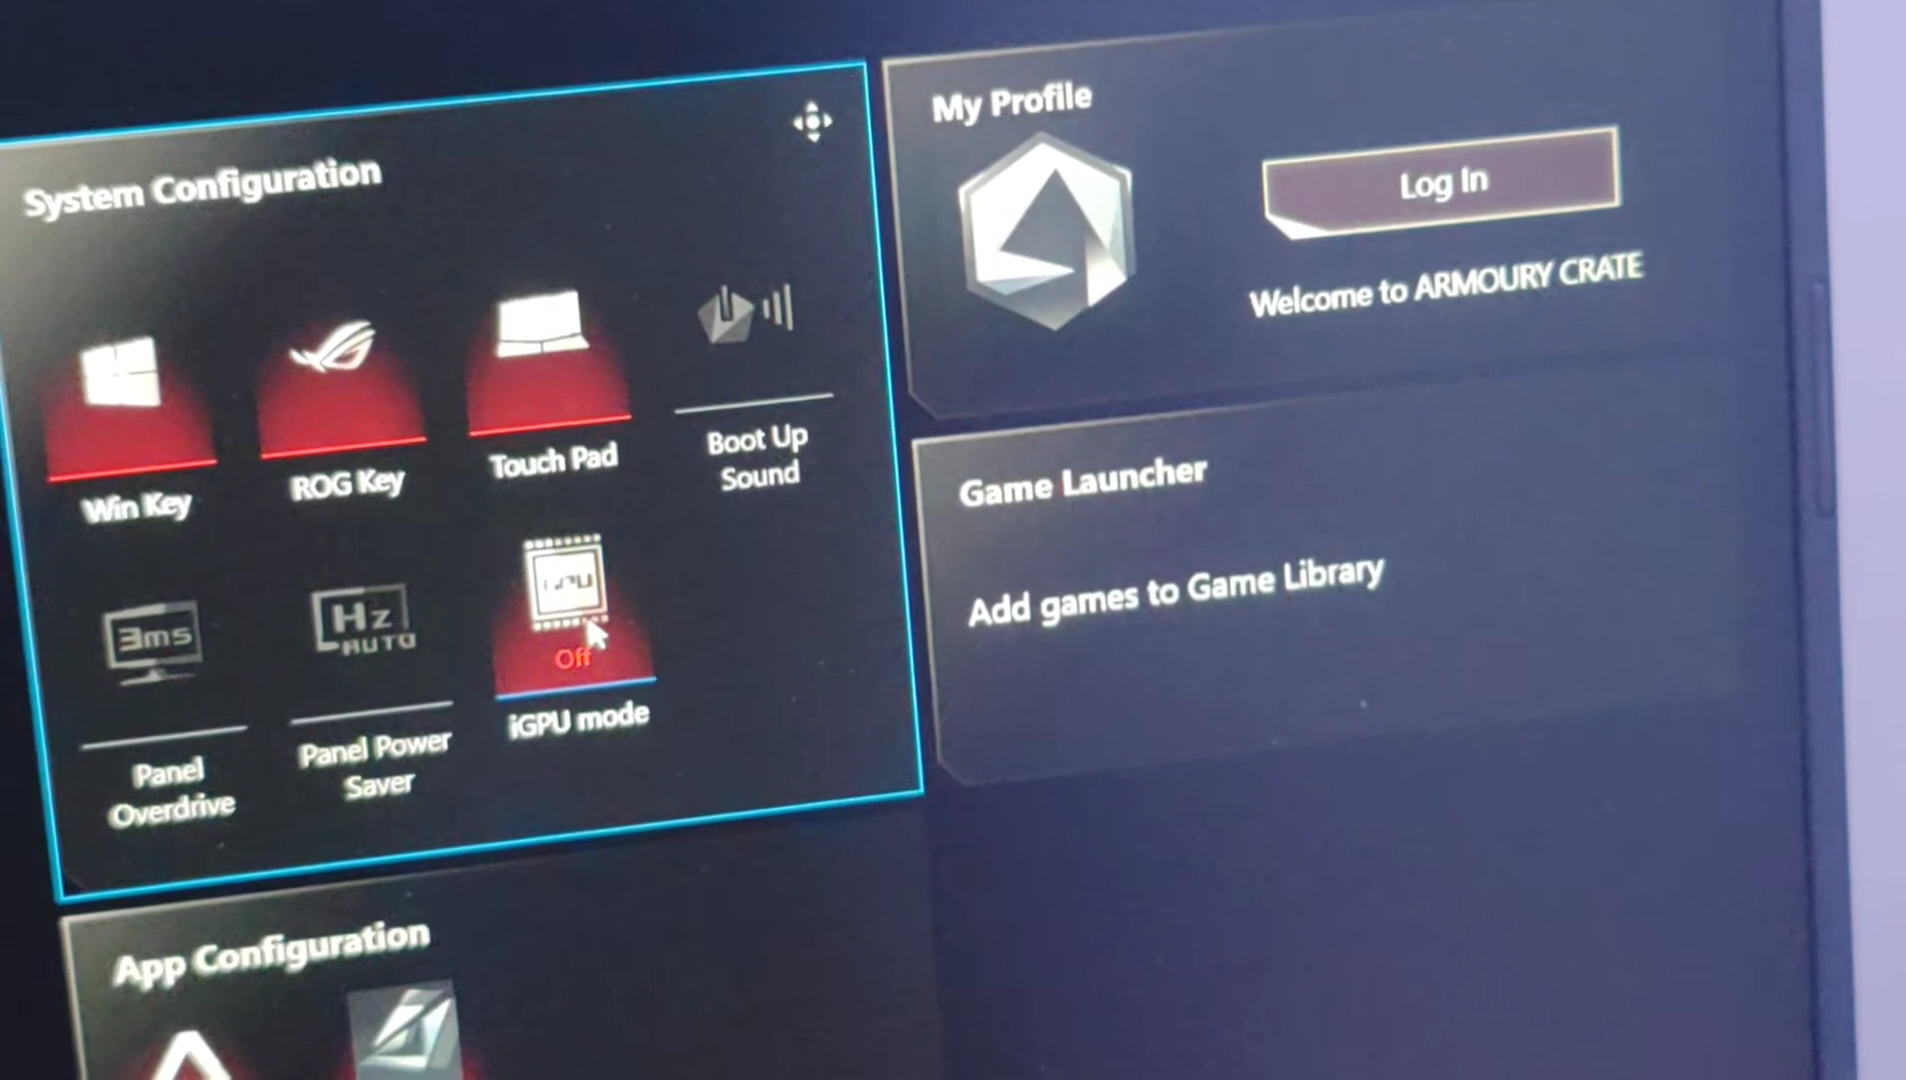 System Configuration
Win Key
ROG Key
Touch Pad
Boot Up
Sound
3ms
Panel
Overdrive
Hz
AUTO
Panel Power
Saver
GPU
Off
iGPU mode
App Configuration
My Profile
Log In
Welcome to ARMOURY CRATE
Game Launcher
Add games to Game Library